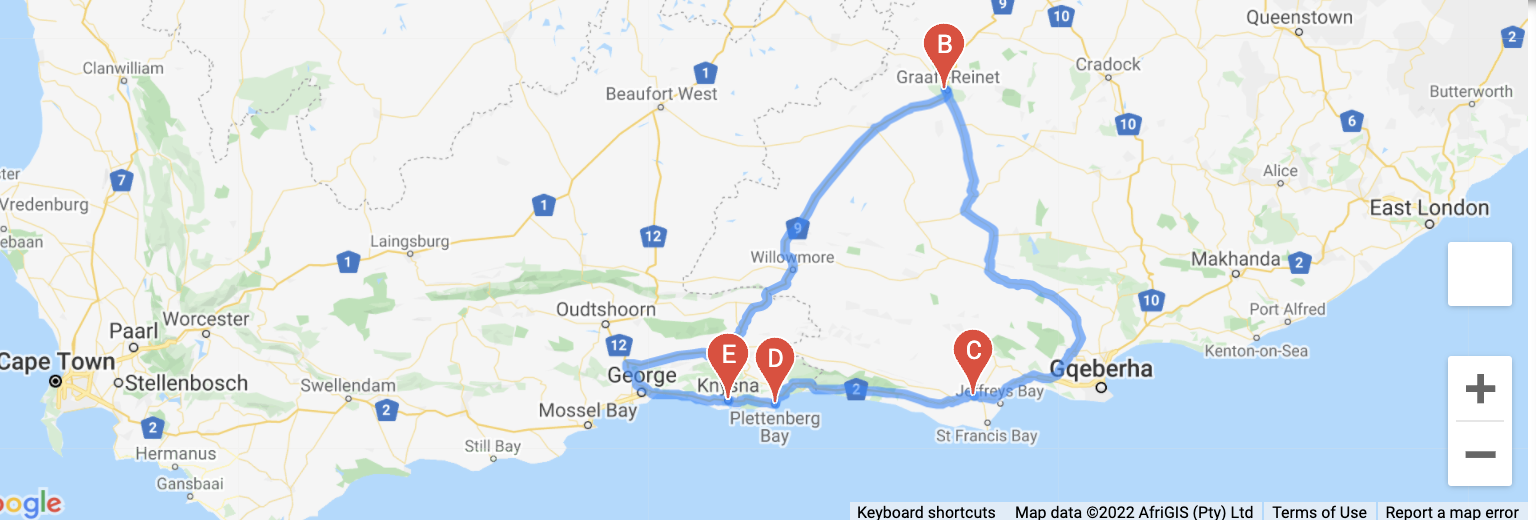 9
10
Queenstown
2
B
Clanwilliam
1
Graaff-Reinet
Cradock
Beaufort West
Butterworth
10
6
7
Alice
Vredenburg
1
East London
9
12
Laingsburg
Willowmore
Makhanda
2
1
10
Oudtshoorn
Port Alfred
Worcester
Paarl
12
E
D
C
Kenton-on-Sea
Cape Town
George
Gqeberha
Stellenbosch
Swellendam
Knysna
2
Jeffreys Bay
2
Mossel Bay
Plettenberg
Bay
2
St Francis Bay
Still Bay
Hermanus
Gansbaai
ogle
Keyboard shortcuts
Map data ©2022 AfriGIS (Pty) Ltd
Terms of Use
Report a map error